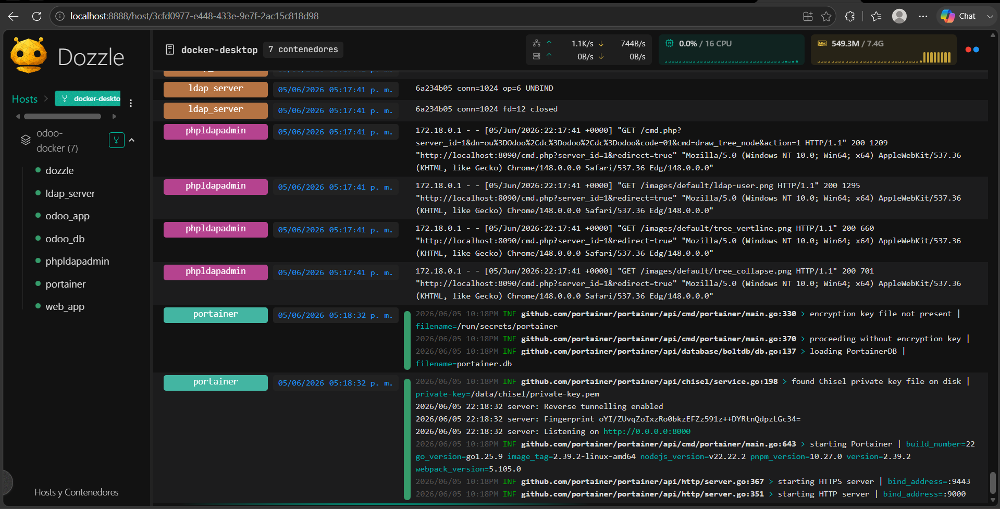 localhost:8888/host/3cfd0977-e448-433e-9e7f-2ac15c818d98
Chat
Dozzle
docker-desktop 7 contenedores
1.1K/s 744B/s
0B/s 0B/s
0.0% / 16 CPU
549.3M / 7.4G
Hosts docker-deskto
odoo-
docker (7)
dozzle
ldap_server
odoo_app
odoo_db
phpldapadmin
portainer
web_app
Hosts y Contenedores
ldap_server 05/06/2026 05:17:41 p. m. 6a234b05 conn=1024 op=6 UNBIND
ldap_server 05/06/2026 05:17:41 p. m. 6a234b05 conn=1024 fd=12 closed
phpldapadmin 05/06/2026 05:17:41 p. m. 172.18.0.1 - - [05/Jun/2026:22:17:41 +0000] "GET /cmd.php?
server_id=1&dn=ou%3DOdoo%2Cdc%3Dodoo%2Cdc%3Dodoo&code=01&cmd=draw_tree_node&action=1 HTTP/1.1" 200 1209
"http://localhost:8090/cmd.php?server_id=1&redirect=true" "Mozilla/5.0 (Windows NT 10.0; Win64; x64) AppleWebKit/537.36
(KHTML, like Gecko) Chrome/148.0.0.0 Safari/537.36 Edg/148.0.0.0"
phpldapadmin 05/06/2026 05:17:41 p. m. 172.18.0.1 - - [05/Jun/2026:22:17:41 +0000] "GET /images/default/ldap-user.png HTTP/1.1" 200 1295
"http://localhost:8090/cmd.php?server_id=1&redirect=true" "Mozilla/5.0 (Windows NT 10.0; Win64; x64) AppleWebKit/537.36
(KHTML, like Gecko) Chrome/148.0.0.0 Safari/537.36 Edg/148.0.0.0"
phpldapadmin 05/06/2026 05:17:41 p. m. 172.18.0.1 - - [05/Jun/2026:22:17:41 +0000] "GET /images/default/tree_vertline.png HTTP/1.1" 200 660
"http://localhost:8090/cmd.php?server_id=1&redirect=true" "Mozilla/5.0 (Windows NT 10.0; Win64; x64) AppleWebKit/537.36
(KHTML, like Gecko) Chrome/148.0.0.0 Safari/537.36 Edg/148.0.0.0"
phpldapadmin 05/06/2026 05:17:41 p. m. 172.18.0.1 - - [05/Jun/2026:22:17:41 +0000] "GET /images/default/tree_collapse.png HTTP/1.1" 200 701
"http://localhost:8090/cmd.php?server_id=1&redirect=true" "Mozilla/5.0 (Windows NT 10.0; Win64; x64) AppleWebKit/537.36
(KHTML, like Gecko) Chrome/148.0.0.0 Safari/537.36 Edg/148.0.0.0"
portainer 05/06/2026 05:18:32 p. m. 2026/06/05 10:18PM INF github.com/portainer/portainer/api/cmd/portainer/main.go:330 > encryption key file not present |
filename=/run/secrets/portainer
2026/06/05 10:18PM INF github.com/portainer/portainer/api/cmd/portainer/main.go:370 > proceeding without encryption key |
2026/06/05 10:18PM INF github.com/portainer/portainer/api/database/boltdb/db.go:137 > loading PortainerDB |
filename=portainer.db
portainer 05/06/2026 05:18:32 p. m. 2026/06/05 10:18PM INF github.com/portainer/portainer/api/chisel/service.go:198 > found Chisel private key file on disk |
private-key=/data/chisel/private-key.pem
2026/06/05 22:18:32 server: Reverse tunnelling enabled
2026/06/05 22:18:32 server: Fingerprint oYI/ZUvqZoIxzRo0bkzEFZz591z++DYRtnQdpzLGc34=
2026/06/05 22:18:32 server: Listening on http://0.0.0.0:8000
2026/06/05 10:18PM INF github.com/portainer/portainer/api/cmd/portainer/main.go:643 > starting Portainer | build_number=22
go_version=go1.25.9 image_tag=2.39.2-linux-amd64 nodejs_version=v22.22.2 pnpm_version=10.27.0 version=2.39.2
webpack_version=5.105.0
2026/06/05 10:18PM INF github.com/portainer/portainer/api/http/server.go:367 > starting HTTPS server | bind_address=:9443
2026/06/05 10:18PM INF github.com/portainer/portainer/api/http/server.go:351 > starting HTTP server | bind_address=:9000